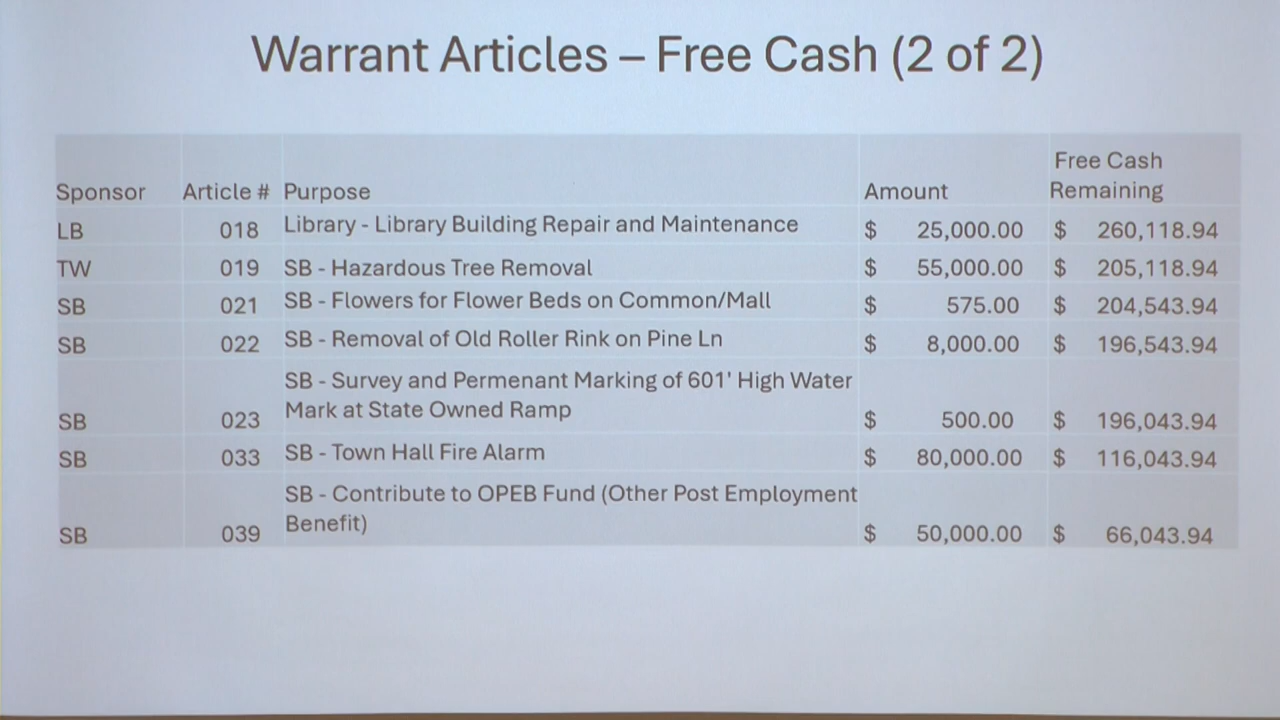 Warrant Articles – Free Cash (2 of 2)
Sponsor Article # Purpose Amount Free Cash Remaining
LB 018 Library - Library Building Repair and Maintenance $ 25,000.00 $ 260,118.94
TW 019 SB - Hazardous Tree Removal $ 55,000.00 $ 205,118.94
SB 021 SB - Flowers for Flower Beds on Common/Mall $ 575.00 $ 204,543.94
SB 022 SB - Removal of Old Roller Rink on Pine Ln $ 8,000.00 $ 196,543.94
SB - Survey and Permenant Marking of 601' High Water
SB 023 Mark at State Owned Ramp $ 500.00 $ 196,043.94
SB 033 SB - Town Hall Fire Alarm $ 80,000.00 $ 116,043.94
SB - Contribute to OPEB Fund (Other Post Employment
SB 039 Benefit) $ 50,000.00 $ 66,043.94